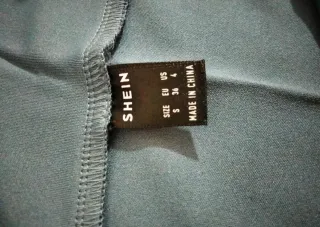 SHEIN
SIZE EU US
S 36 4
MADE IN CHINA